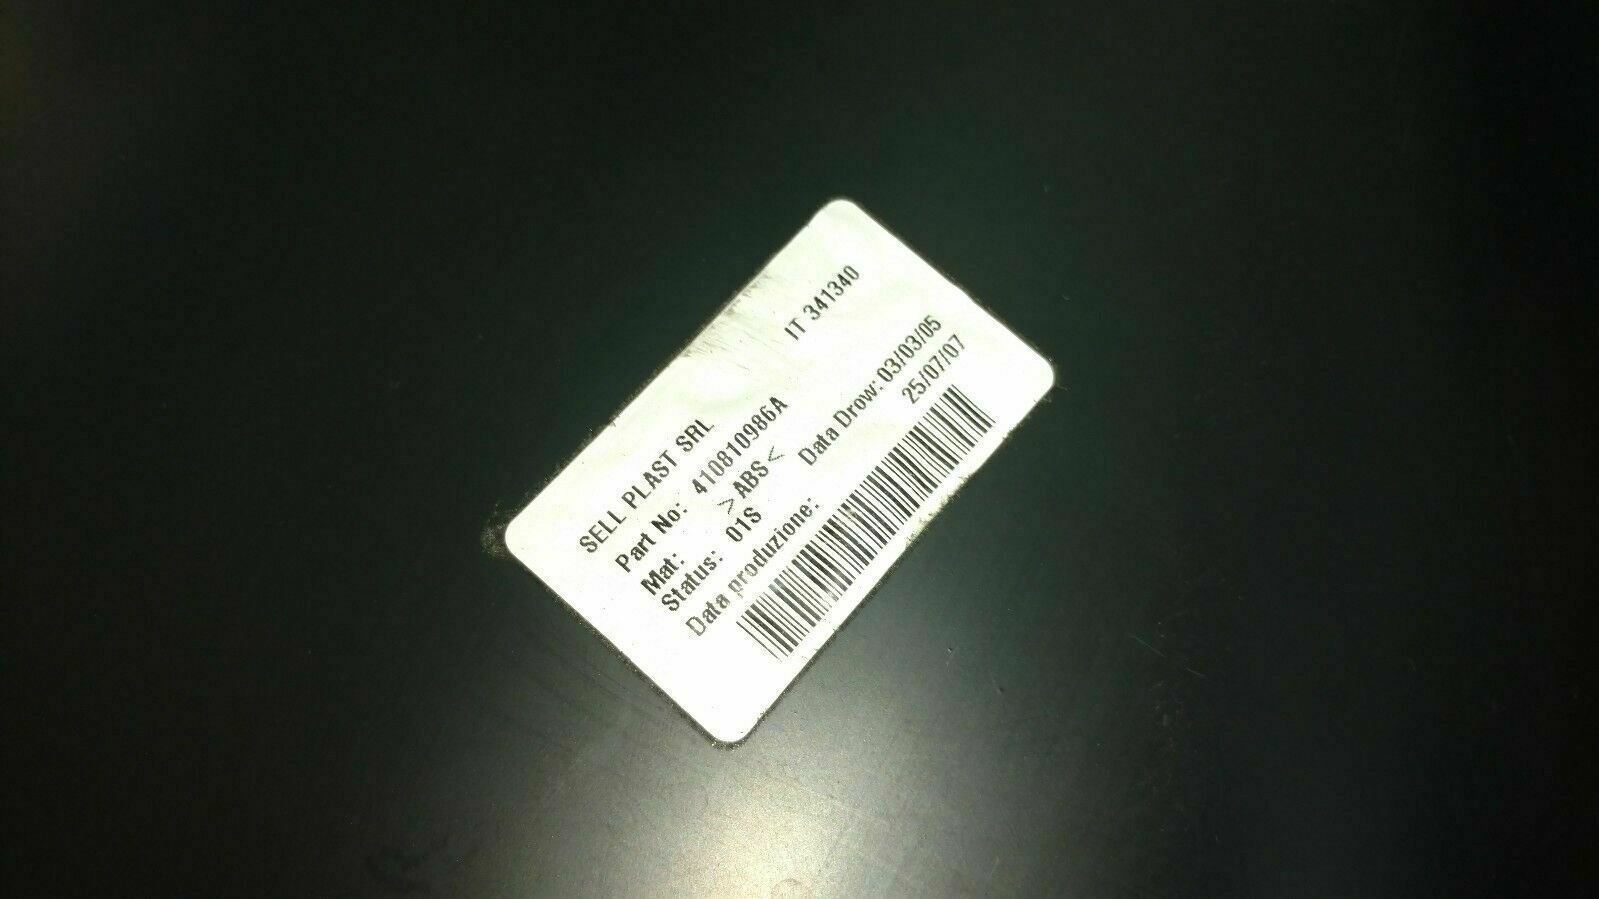 SELL PLAST SRL IT 341340
Part No: 410810986A
Mat: >ABS<
Status: 01S Data Drow: 03/03/05
Data produzione: 25/07/07